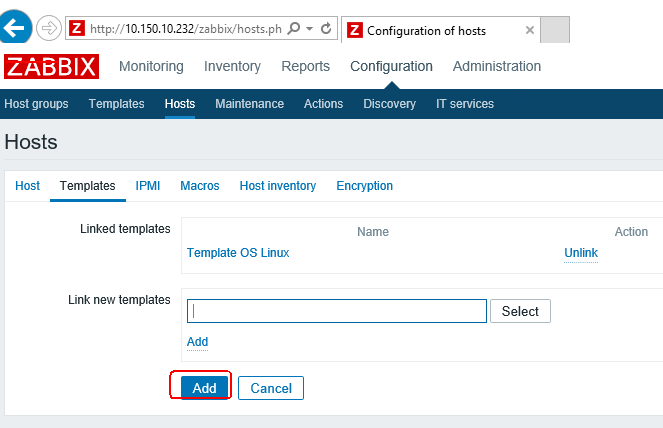 Z http://10.150.10.232/zabbix/hosts.ph
Z Configuration of hosts
ZABBIX Monitoring Inventory Reports Configuration Administration
Host groups Templates Hosts Maintenance Actions Discovery IT services
Hosts
Host Templates IPMI Macros Host inventory Encryption
Linked templates
Name Action
Template OS Linux Unlink
Link new templates
Select
Add
Add Cancel